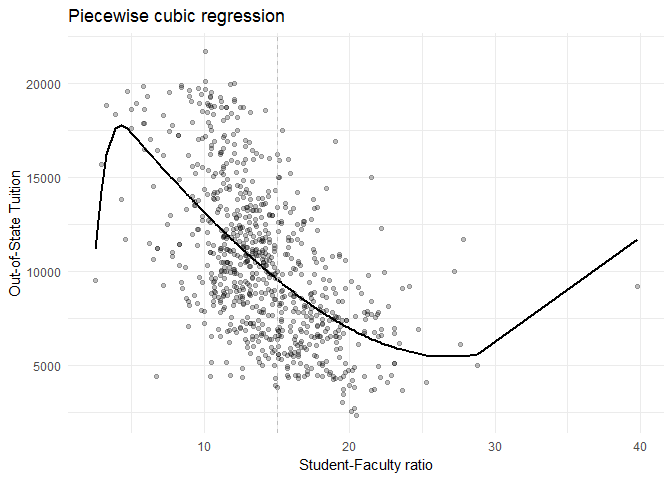 Piecewise cubic regression
Out-of-State Tuition
20000
15000
10000
5000
10 20 30 40
Student-Faculty ratio